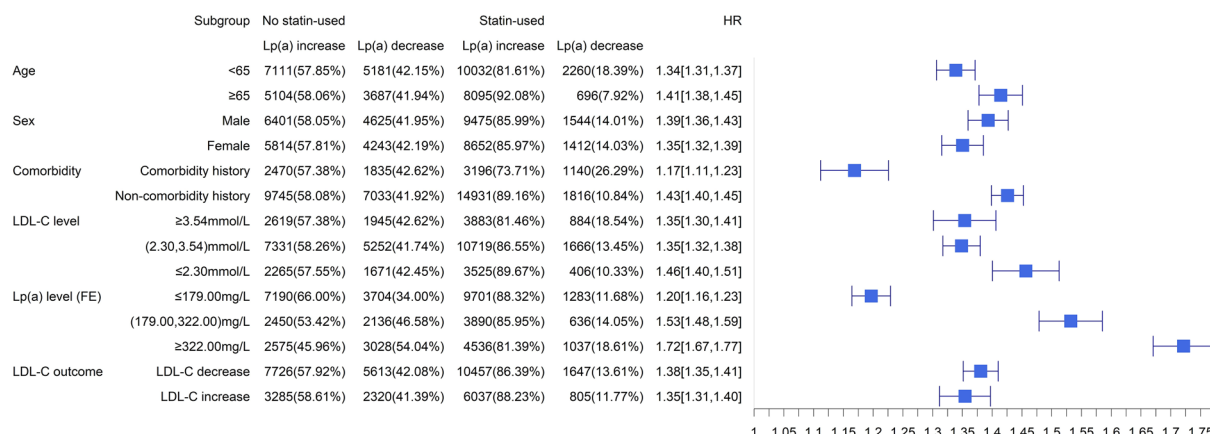 Subgroup No statin-used Statin-used HR
Lp(a) increase Lp(a) decrease Lp(a) increase Lp(a) decrease
Age <65 7111(57.85%) 5181(42.15%) 10032(81.61%) 2260(18.39%) 1.34[1.31,1.37]
≥65 5104(58.06%) 3687(41.94%) 8095(92.08%) 696(7.92%) 1.41[1.38,1.45]
Sex Male 6401(58.05%) 4625(41.95%) 9475(85.99%) 1544(14.01%) 1.39[1.36,1.43]
Female 5814(57.81%) 4243(42.19%) 8652(85.97%) 1412(14.03%) 1.35[1.32,1.39]
Comorbidity Comorbidity history 2470(57.38%) 1835(42.62%) 3196(73.71%) 1140(26.29%) 1.17[1.11,1.23]
Non-comorbidity history 9745(58.08%) 7033(41.92%) 14931(89.16%) 1816(10.84%) 1.43[1.40,1.45]
LDL-C level ≥3.54mmol/L 2619(57.38%) 1945(42.62%) 3883(81.46%) 884(18.54%) 1.35[1.30,1.41]
(2.30,3.54)mmol/L 7331(58.26%) 5252(41.74%) 10719(86.55%) 1666(13.45%) 1.35[1.32,1.38]
≤2.30mmol/L 2265(57.55%) 1671(42.45%) 3525(89.67%) 406(10.33%) 1.46[1.40,1.51]
Lp(a) level (FE) ≤179.00mg/L 7190(66.00%) 3704(34.00%) 9701(88.32%) 1283(11.68%) 1.20[1.16,1.23]
(179.00,322.00)mg/L 2450(53.42%) 2136(46.58%) 3890(85.95%) 636(14.05%) 1.53[1.48,1.59]
≥322.00mg/L 2575(45.96%) 3028(54.04%) 4536(81.39%) 1037(18.61%) 1.72[1.67,1.77]
LDL-C outcome LDL-C decrease 7726(57.92%) 5613(42.08%) 10457(86.39%) 1647(13.61%) 1.38[1.35,1.41]
LDL-C increase 3285(58.61%) 2320(41.39%) 6037(88.23%) 805(11.77%) 1.35[1.31,1.40]
1 1.05 1.1 1.15 1.2 1.25 1.3 1.35 1.4 1.45 1.5 1.55 1.6 1.65 1.7 1.75